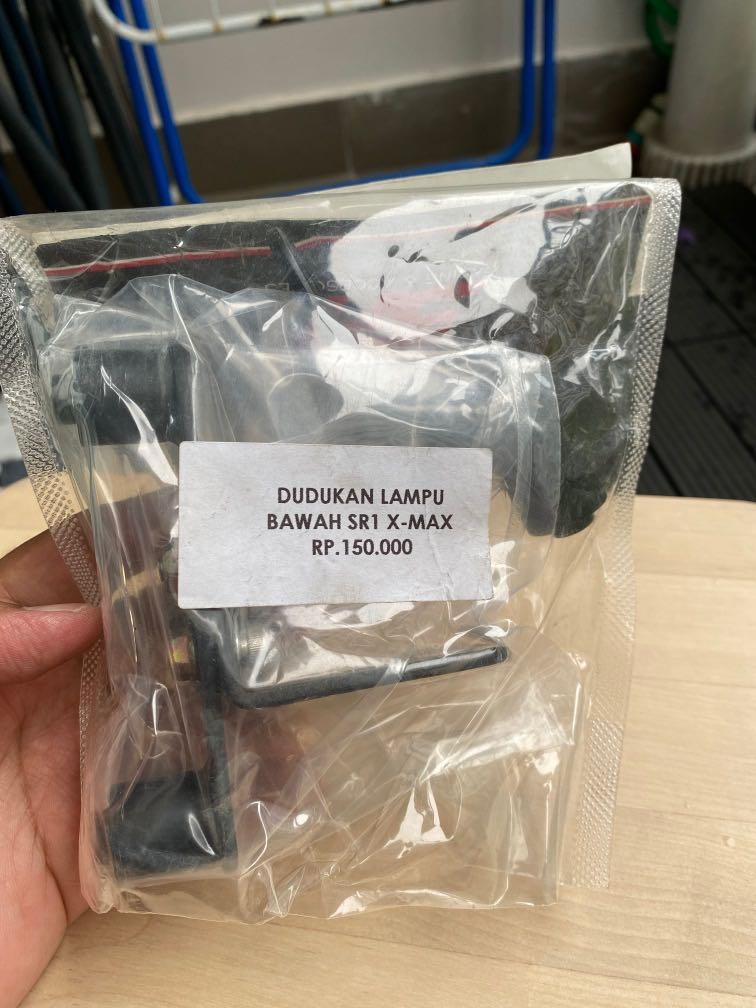 DUDUKAN LAMPU
BAWAH SR1 X-MAX
RP.150.000